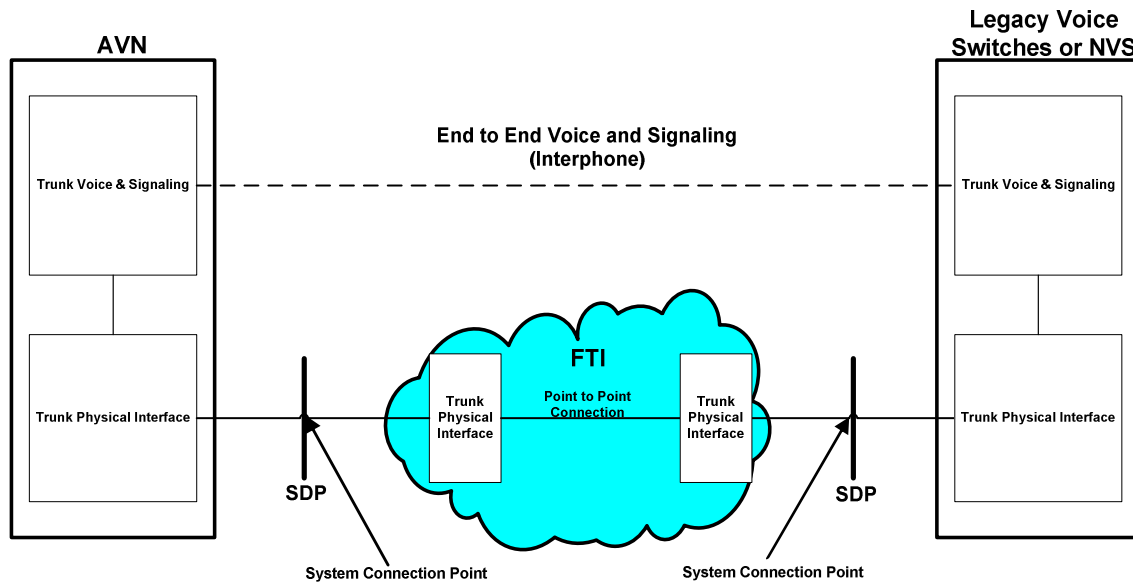 AVN
Legacy Voice
Switches or NVS
End to End Voice and Signaling
(Interphone)
Trunk Voice & Signaling
Trunk Voice & Signaling
FTI
Trunk Physical Interface
Trunk
Physical
Interface
Point to Point
Connection
Trunk
Physical
Interface
Trunk Physical Interface
SDP
SDP
System Connection Point
System Connection Point